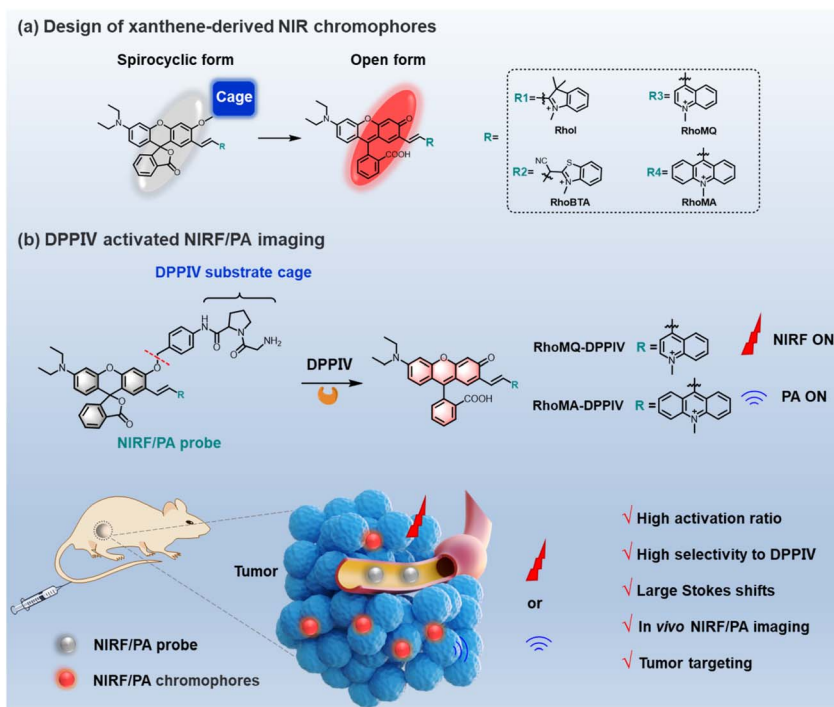 (a) Design of xanthene-derived NIR chromophores
Spirocyclic form
Open form
Cage
N
O
O
R
O
O
N
O
O
R
COOH
R=
R1=
N
+
RhoI
R3=
N
+
RhoMQ
R2=
NC
S
N
+
RhoBTA
R4=
N
+
RhoMA
(b) DPPIV activated NIRF/PA imaging
DPPIV substrate cage
H
N
O
N
O
NH₂
N
O
O
R
O
O
NIRF/PA probe
DPPIV
N
O
O
R
COOH
RhoMQ-DPPIV
R=
N
+
NIRF ON
RhoMA-DPPIV
R =
N
+
PA ON
Tumor
or
NIRF/PA probe
NIRF/PA chromophores
√ High activation ratio
√ High selectivity to DPPIV
√ Large Stokes shifts
√ In vivo NIRF/PA imaging
√ Tumor targeting